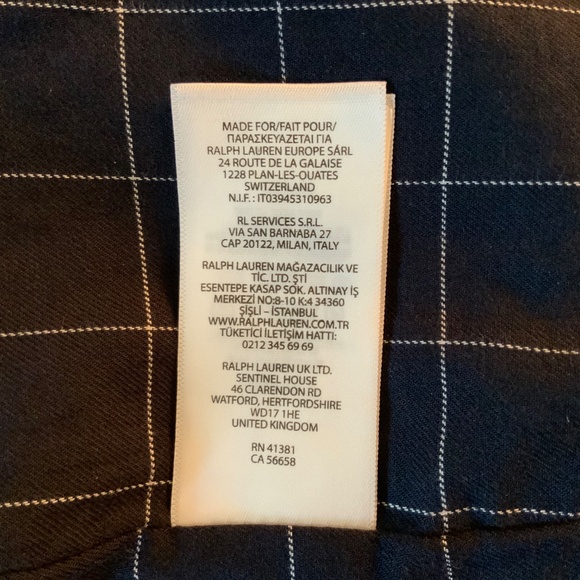 MADE FOR/FAIT POUR/
ΠΑΡΑΣΚΕΥΑΖΕΤΑΙ ΓΙΑ
RALPH LAUREN EUROPE SÁRL
24 ROUTE DE LA GALAISE
1228 PLAN-LES-OUATES
SWITZERLAND
N.I.F. : IT03945310963
RL SERVICES S.R.L.
VIA SAN BARNABA 27
CAP 20122, MILAN, ITALY
RALPH LAUREN MAĞAZACILIK VE
TİC. LTD. ŞTİ
ESENTEPE KASAP SOK. ALTINAY İŞ
MERKEZİ NO:8-10 K:4 34360
ŞİŞLİ – İSTANBUL
WWW.RALPHLAUREN.COM.TR
TÜKETİCİ İLETİŞİM HATTI:
0212 345 69 69
RALPH LAUREN UK LTD.
SENTINEL HOUSE
46 CLARENDON RD
WATFORD, HERTFORDSHIRE
WD17 1HE
UNITED KINGDOM
RN 41381
CA 56658